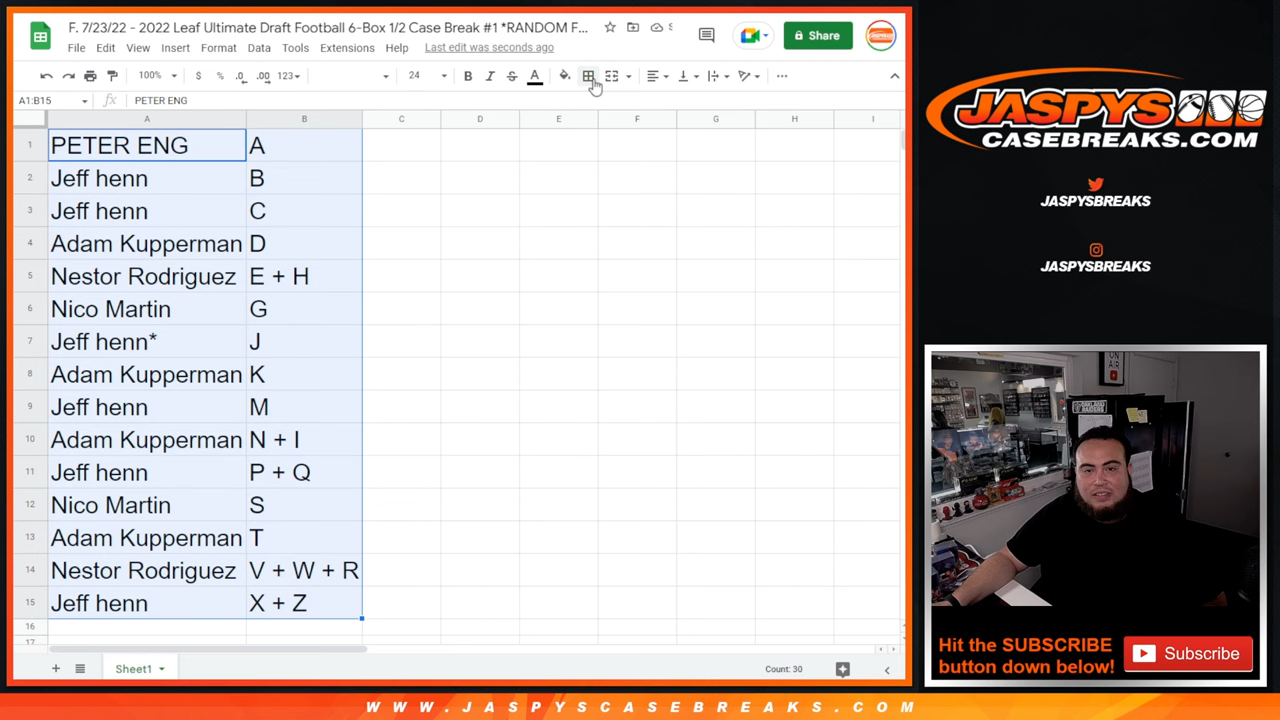 F. 7/23/22 - 2022 Leaf Ultimate Draft Football 6-Box 1/2 Case Break #1 *RANDOM F...
File Edit View Insert Format Data Tools Extensions Help Last edit was seconds ago
Share
100% $ % .0 .00 123 24 B I S A
A1:B15 fx PETER ENG
A B C D E F G H I
1 PETER ENG A
2 Jeff henn B
3 Jeff henn C
4 Adam Kupperman D
5 Nestor Rodriguez E + H
6 Nico Martin G
7 Jeff henn* J
8 Adam Kupperman K
9 Jeff henn M
10 Adam Kupperman N + I
11 Jeff henn P + Q
12 Nico Martin S
13 Adam Kupperman T
14 Nestor Rodriguez V + W + R
15 Jeff henn X + Z
16
17
Sheet1
Count: 30
JASPYS
CASEBREAKS.COM
JASPYSBREAKS
JASPYSBREAKS
ON AIR
Hit the SUBSCRIBE
button down below!
Subscribe
WWW.JASPYSCASEBREAKS.COM